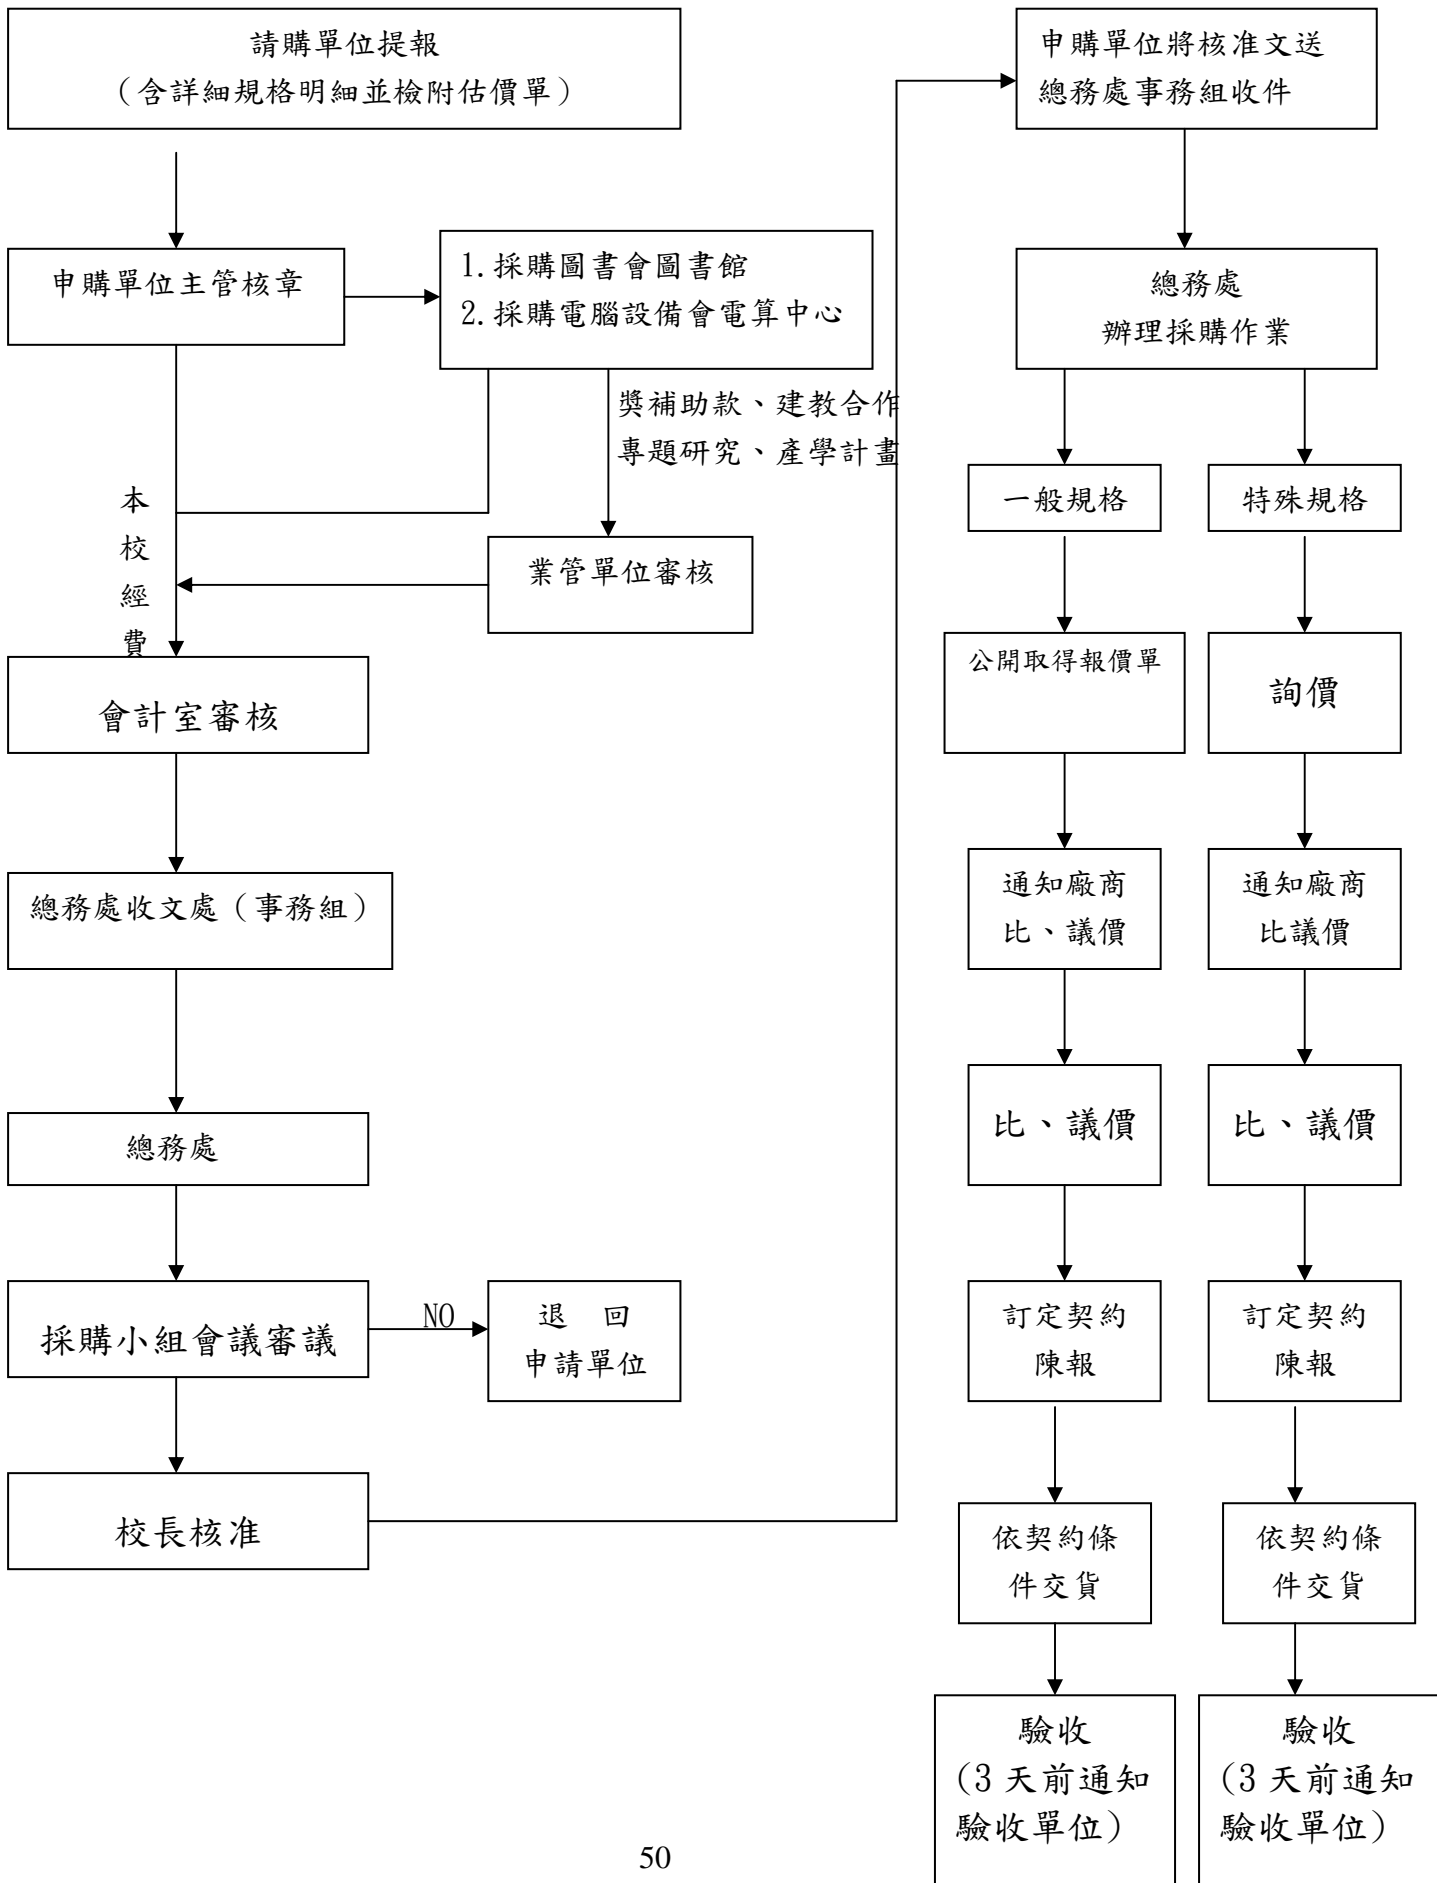 請購單位提報
（含詳細規格明細並檢附估價單）
申購單位主管核章
1.採購圖書會圖書館
2.採購電腦設備會電算中心
獎補助款、建教合作
專題研究、產學計畫
本
校
經
費
業管單位審核
會計室審核
總務處收文處（事務組）
總務處
採購小組會議審議
NO
退 回
申請單位
校長核准
申購單位將核准文送
總務處事務組收件
總務處
辦理採購作業
一般規格
公開取得報價單
通知廠商
比、議價
比、議價
訂定契約
陳報
依契約條
件交貨
驗收
(3天前通知
驗收單位)
特殊規格
詢價
通知廠商
比議價
比、議價
訂定契約
陳報
依契約條
件交貨
驗收
(3天前通知
驗收單位)
50